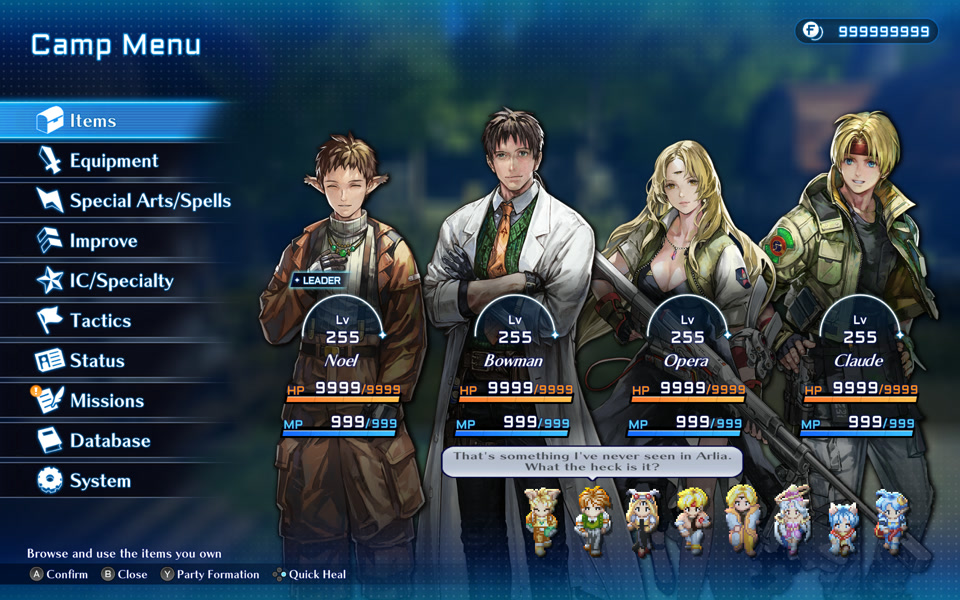 Camp Menu
F 999999999
Items
Equipment
Special Arts/Spells
Improve
IC/Specialty
Tactics
Status
Missions
Database
System
LEADER
Lv
255
Noel
HP 9999/9999
MP 999/999
Lv
255
Bowman
HP 9999/9999
MP 999/999
Lv
255
Opera
HP 9999/9999
MP 999/999
Lv
255
Claude
HP 9999/9999
MP 999/999
That's something I've never seen in Arlia.
What the heck is it?
Browse and use the items you own
A Confirm B Close Y Party Formation Quick Heal